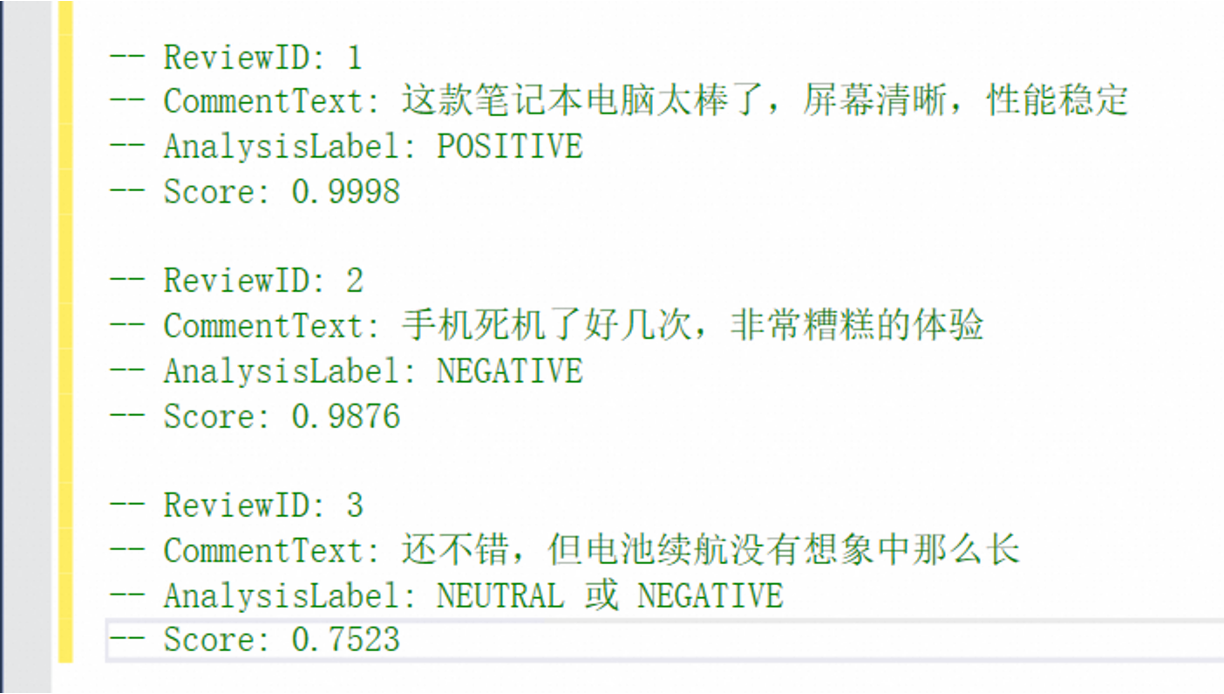 -- ReviewID: 1
-- CommentText: 这款笔记本电脑太棒了，屏幕清晰，性能稳定
-- AnalysisLabel: POSITIVE
-- Score: 0.9998
-- ReviewID: 2
-- CommentText: 手机死机了好几次，非常糟糕的体验
-- AnalysisLabel: NEGATIVE
-- Score: 0.9876
-- ReviewID: 3
-- CommentText: 还不错，但电池续航没有想象中那么长
-- AnalysisLabel: NEUTRAL 或 NEGATIVE
-- Score: 0.7523